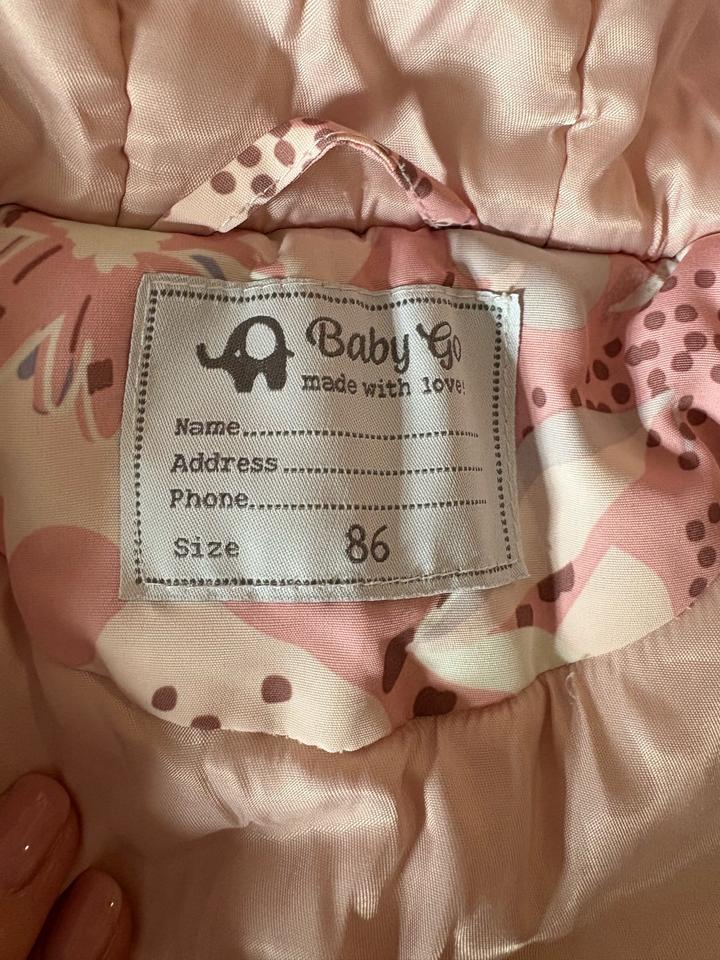 Baby Go
made with love!
Name
Address
Phone
Size 86